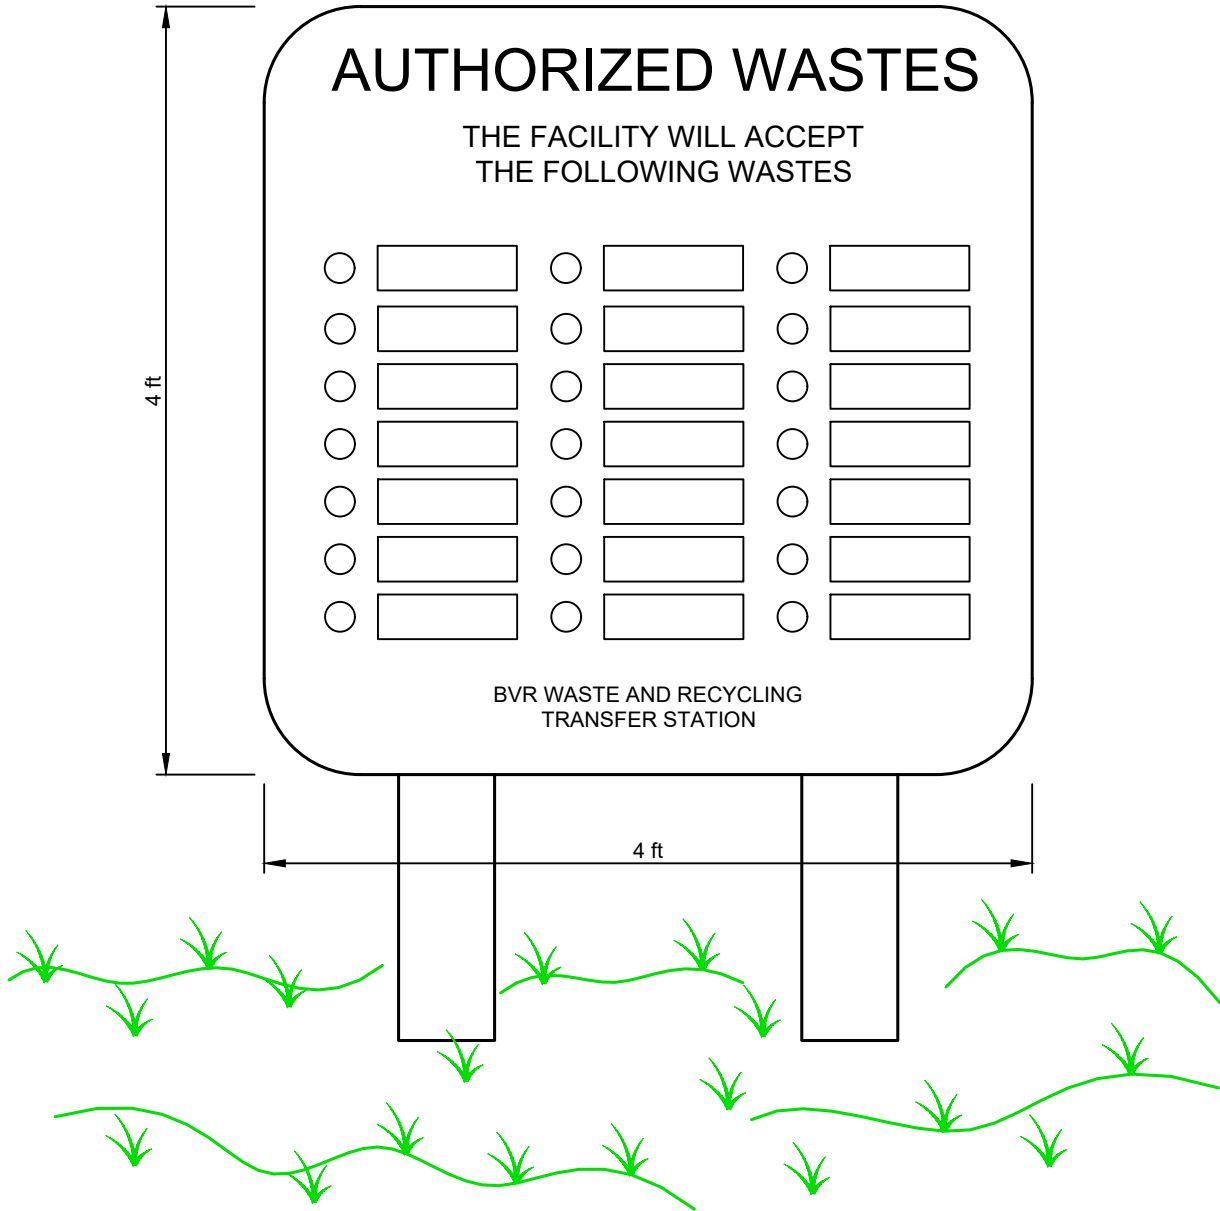 AUTHORIZED WASTES
THE FACILITY WILL ACCEPT
THE FOLLOWING WASTES
4 ft
BVR WASTE AND RECYCLING
TRANSFER STATION
4 ft